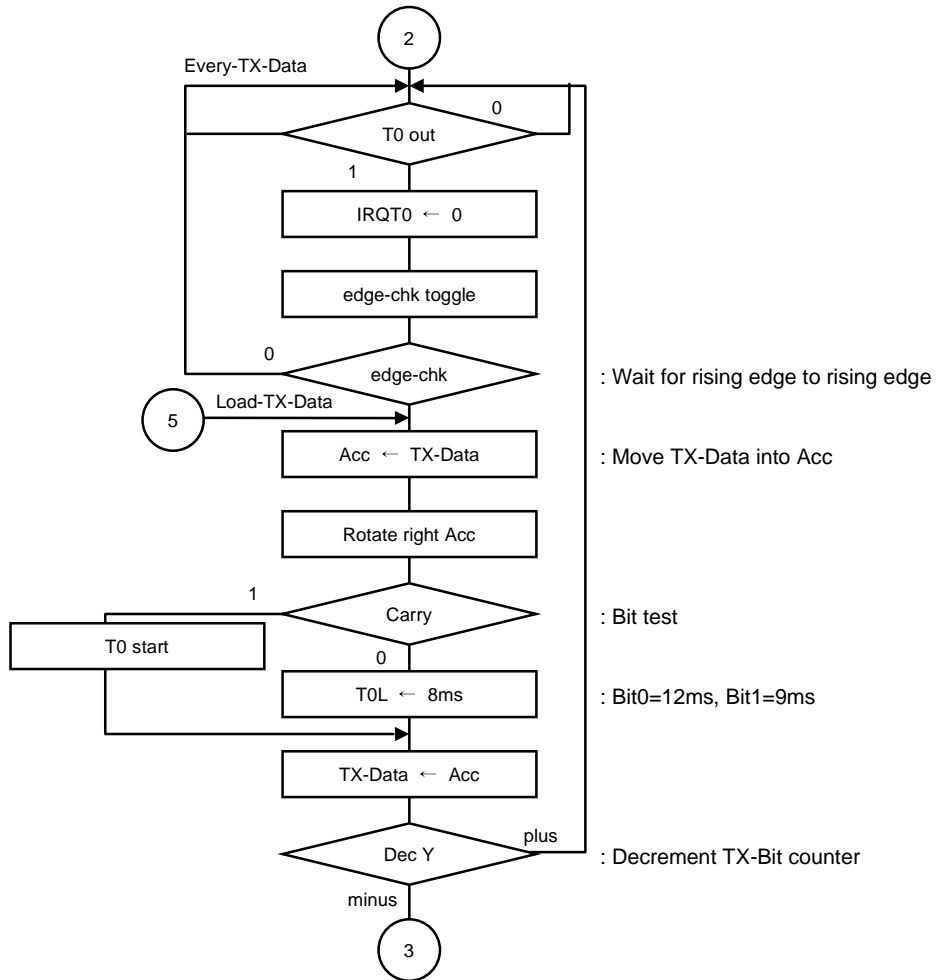 2
Every-TX-Data
0
T0 out
1
IRQT0 ← 0
edge-chk toggle
0
edge-chk
: Wait for rising edge to rising edge
5
Load-TX-Data
Acc ← TX-Data
: Move TX-Data into Acc
Rotate right Acc
1
Carry
: Bit test
T0 start
0
T0L ← 8ms
: Bit0=12ms, Bit1=9ms
TX-Data ← Acc
plus
Dec Y
: Decrement TX-Bit counter
minus
3